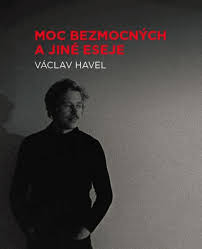 MOC BEZMOCNÝCH
A JINÉ ESEJE
VÁCLAV HAVEL